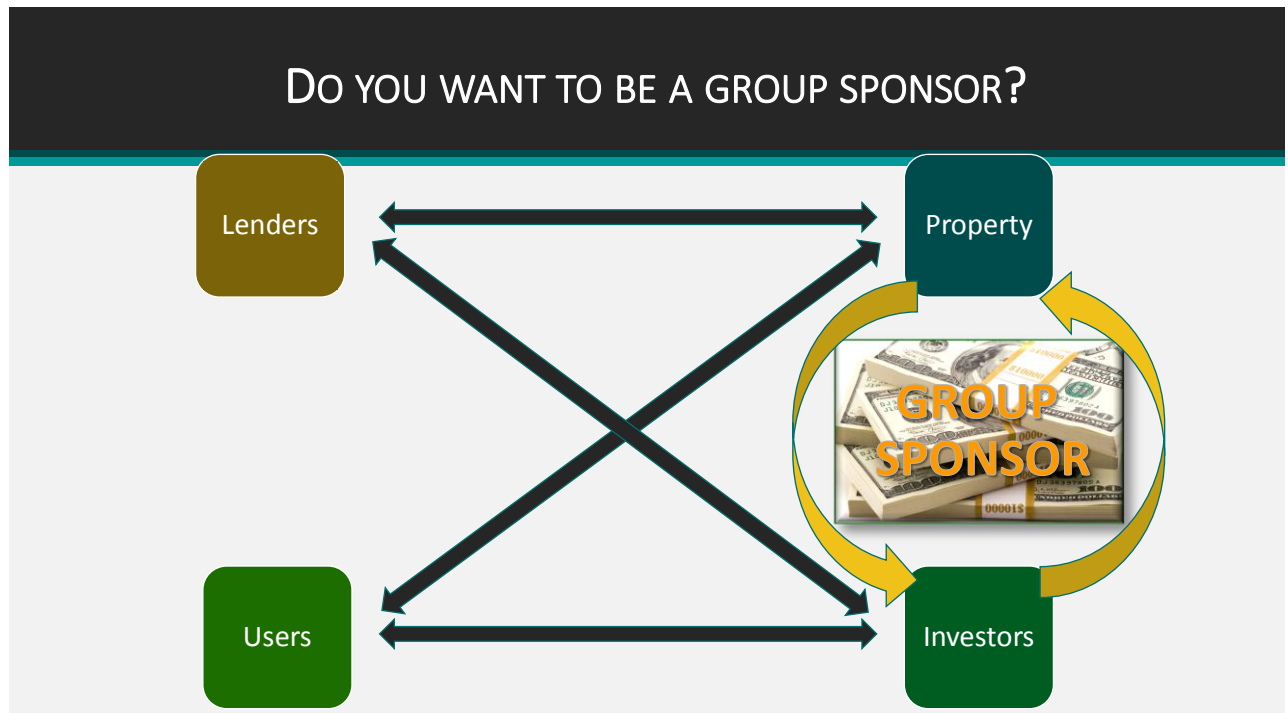 DO YOU WANT TO BE A GROUP SPONSOR?
Lenders
Property
GROUP
SPONSOR
Users
Investors